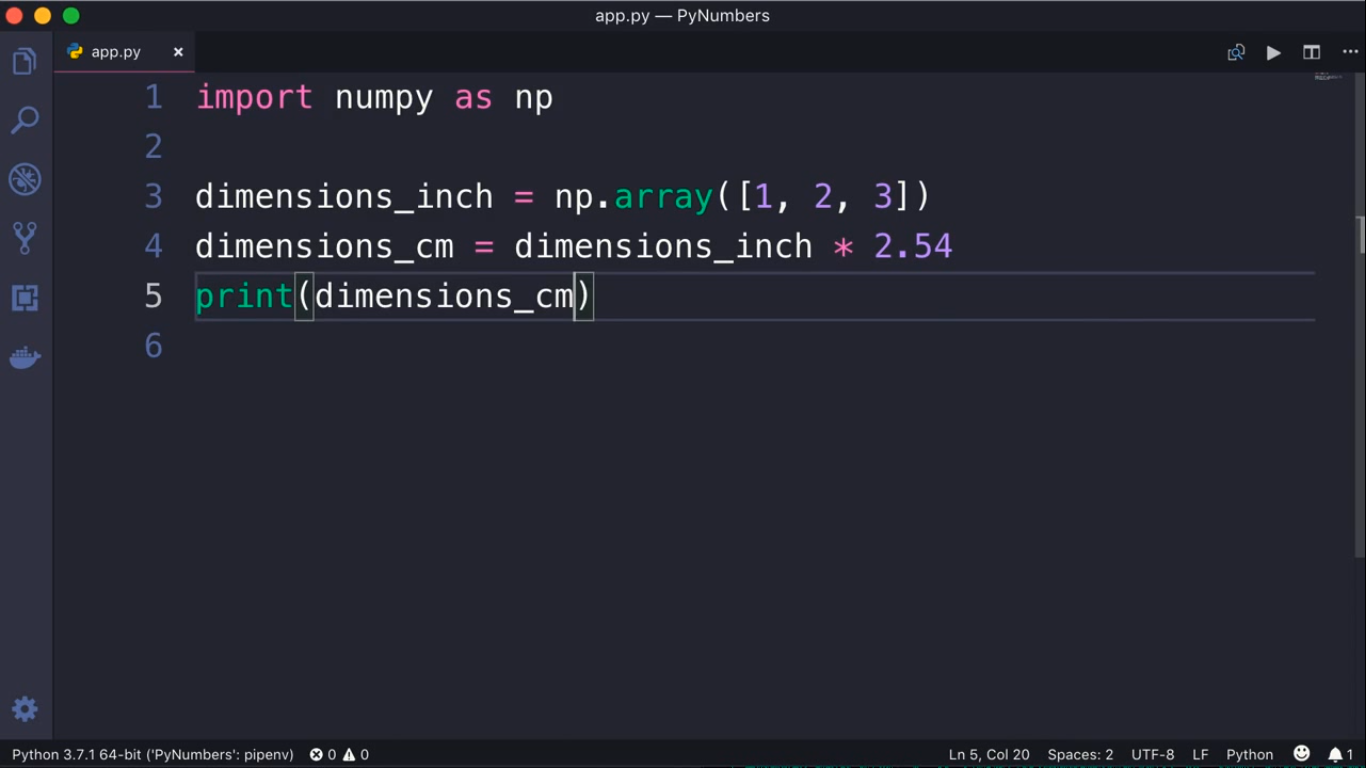 app.py — PyNumbers
app.py ×
1 import numpy as np
2
3 dimensions_inch = np.array([1, 2, 3])
4 dimensions_cm = dimensions_inch * 2.54
5 print(dimensions_cm)
6
Python 3.7.1 64-bit ('PyNumbers': pipenv) 0 0 Ln 5, Col 20 Spaces: 2 UTF-8 LF Python 1